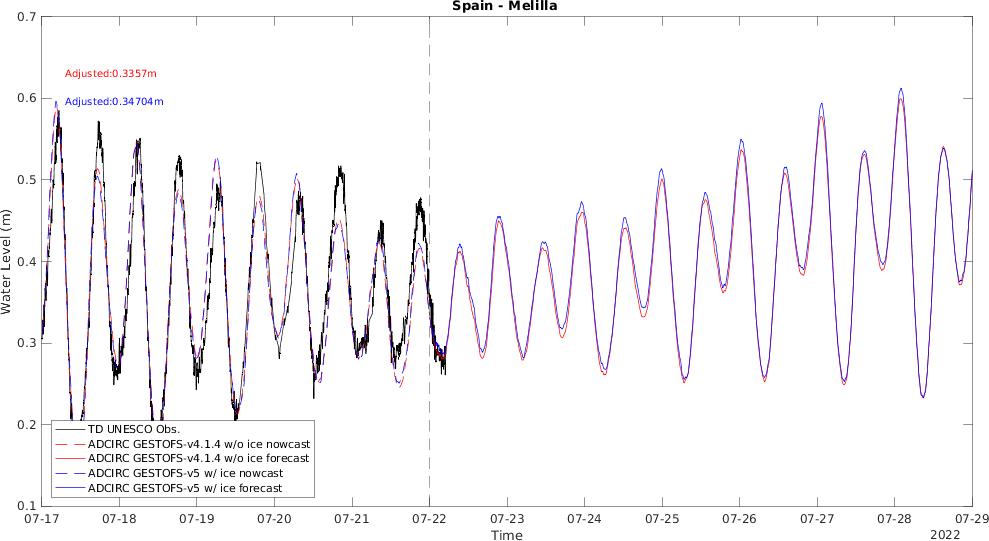 Spain - Melilla
0.7
0.6
0.5
0.4
0.3
0.2
0.1
Water Level (m)
Adjusted:0.3357m
Adjusted:0.34704m
TD UNESCO Obs.
ADCIRC GESTOFS-v4.1.4 w/o ice nowcast
ADCIRC GESTOFS-v4.1.4 w/o ice forecast
ADCIRC GESTOFS-v5 w/ ice nowcast
ADCIRC GESTOFS-v5 w/ ice forecast
07-17 07-18 07-19 07-20 07-21 07-22 07-23 07-24 07-25 07-26 07-27 07-28 07-29
Time
2022